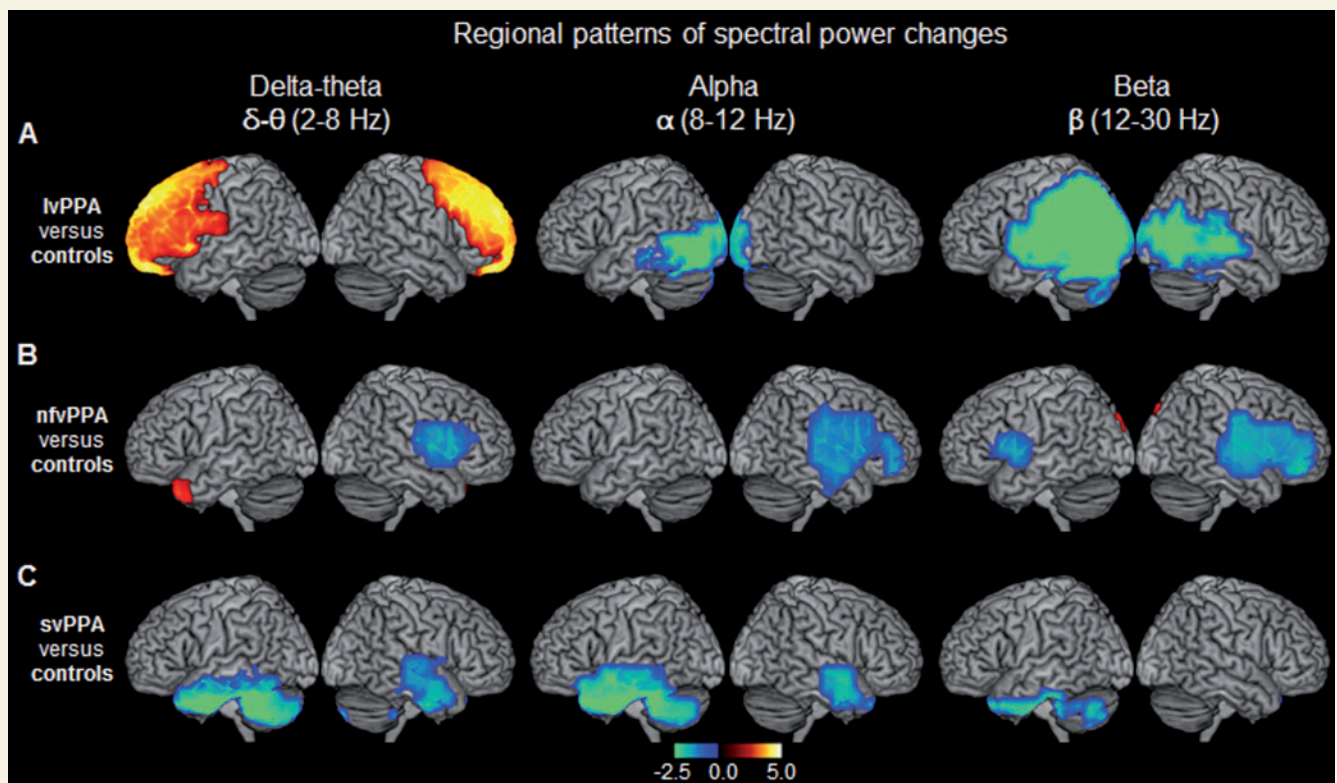 Regional patterns of spectral power changes
Delta-theta
δ-θ (2-8 Hz)
Alpha
α (8-12 Hz)
Beta
β (12-30 Hz)
A
lvPPA
versus
controls
B
nfvPPA
versus
controls
C
svPPA
versus
controls
-2.5 0.0 5.0